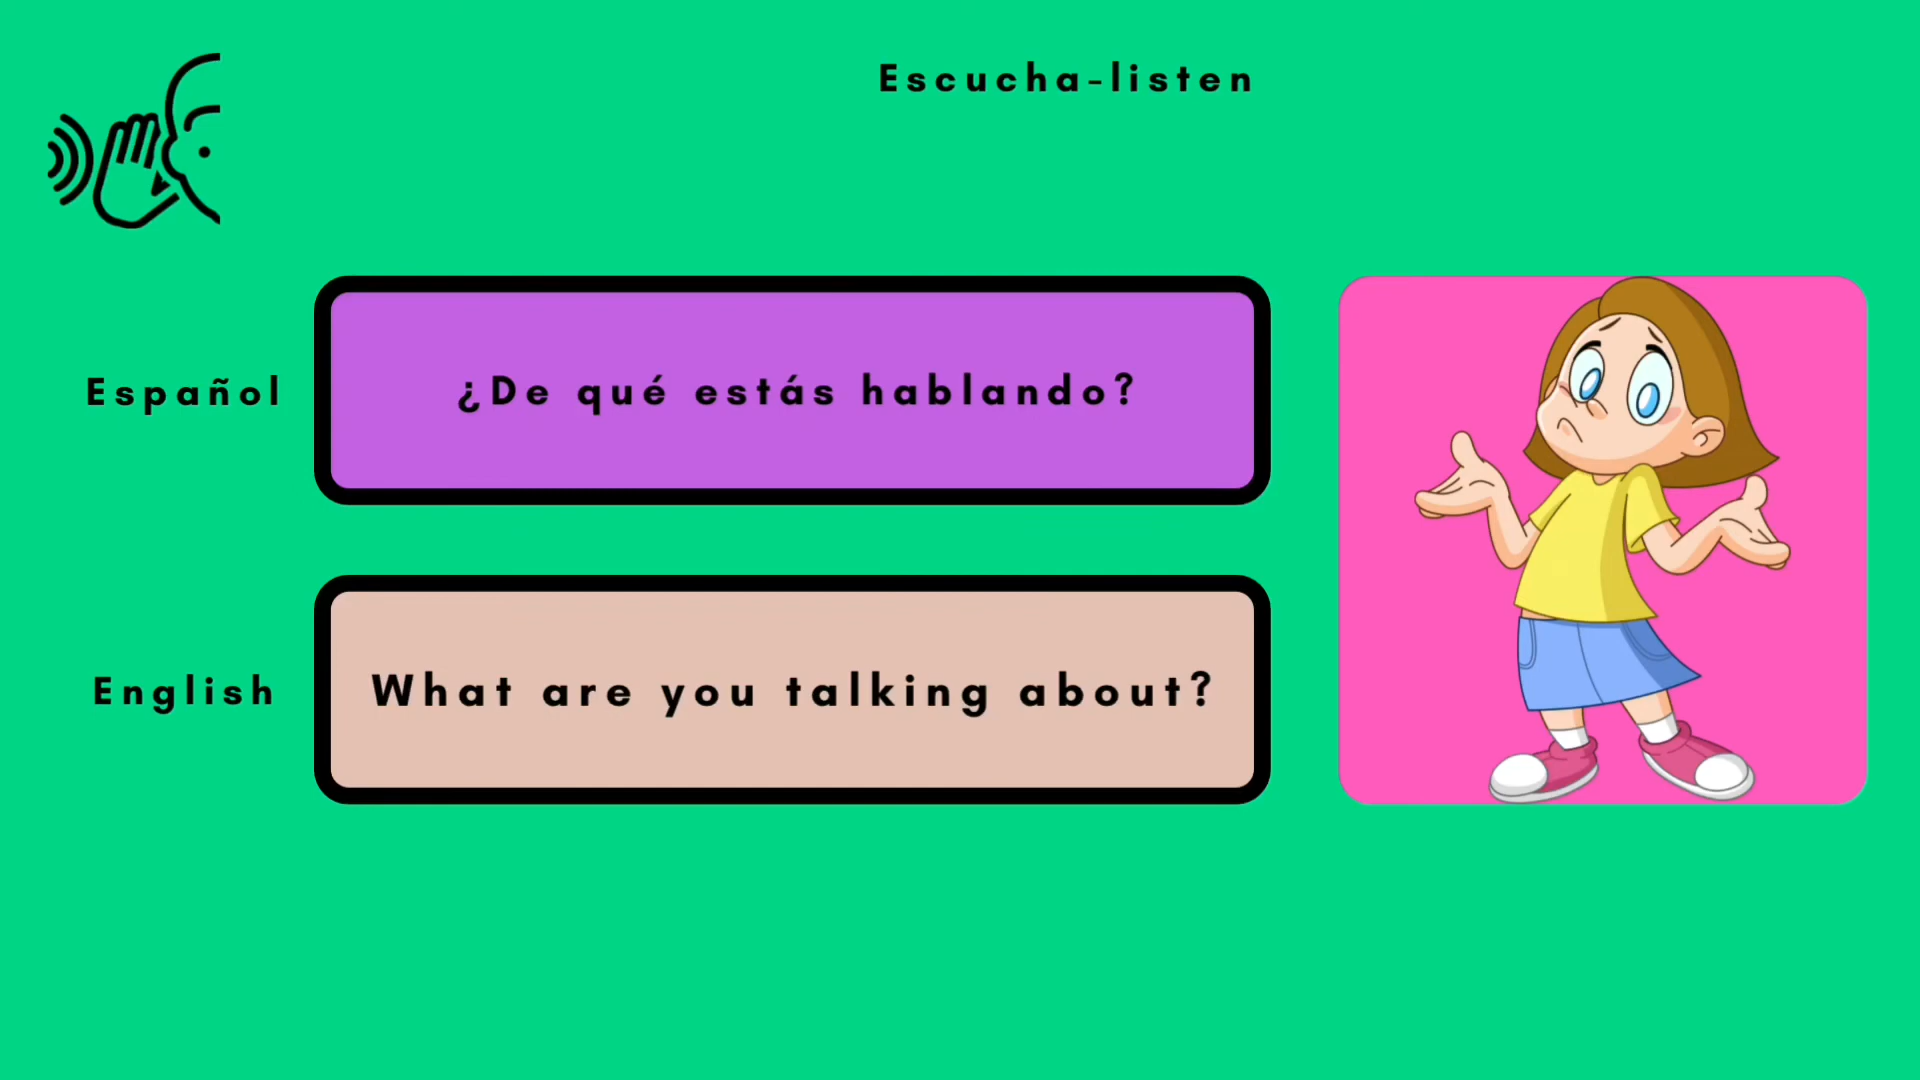 Escucha-listen
Español
¿De qué estás hablando?
English
What are you talking about?